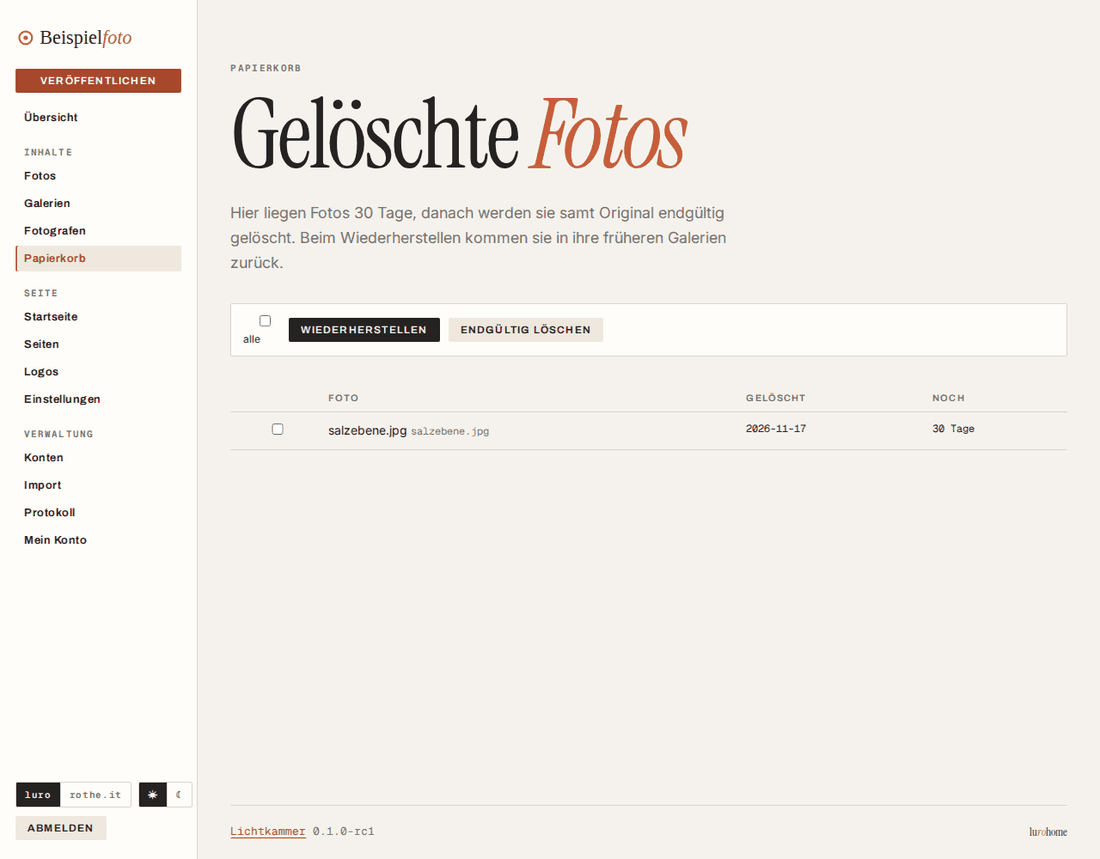 Beispielfoto
VERÖFFENTLICHEN
Übersicht
INHALTE
Fotos
Galerien
Fotografen
Papierkorb
SEITE
Startseite
Seiten
Logos
Einstellungen
VERWALTUNG
Konten
Import
Protokoll
Mein Konto
luro rothe.it
ABMELDEN
PAPIERKORB
Gelöschte Fotos
Hier liegen Fotos 30 Tage, danach werden sie samt Original endgültig
gelöscht. Beim Wiederherstellen kommen sie in ihre früheren Galerien
zurück.
alle WIEDERHERSTELLEN ENDGÜLTIG LÖSCHEN
FOTO GELÖSCHT NOCH
salzebene.jpg salzebene.jpg 2026-11-17 30 Tage
Lichtkammer 0.1.0-rc1 lurohome